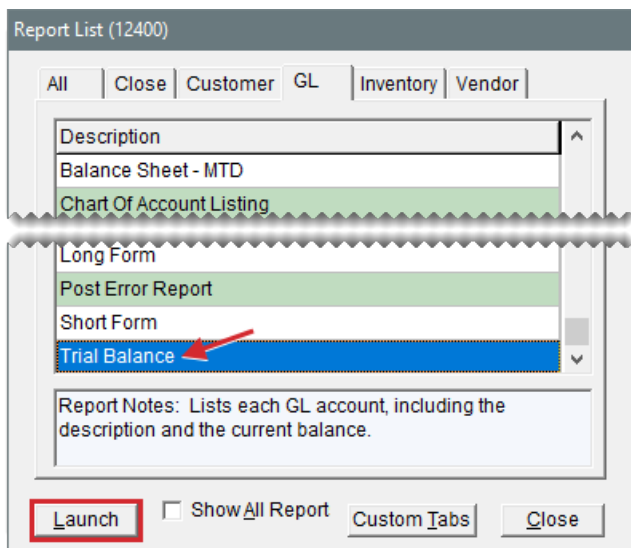 Report List (12400)
All Close Customer GL Inventory Vendor
Description
Balance Sheet - MTD
Chart Of Account Listing
Long Form
Post Error Report
Short Form
Trial Balance
Report Notes: Lists each GL account, including the
description and the current balance.
Launch Show All Report Custom Tabs Close